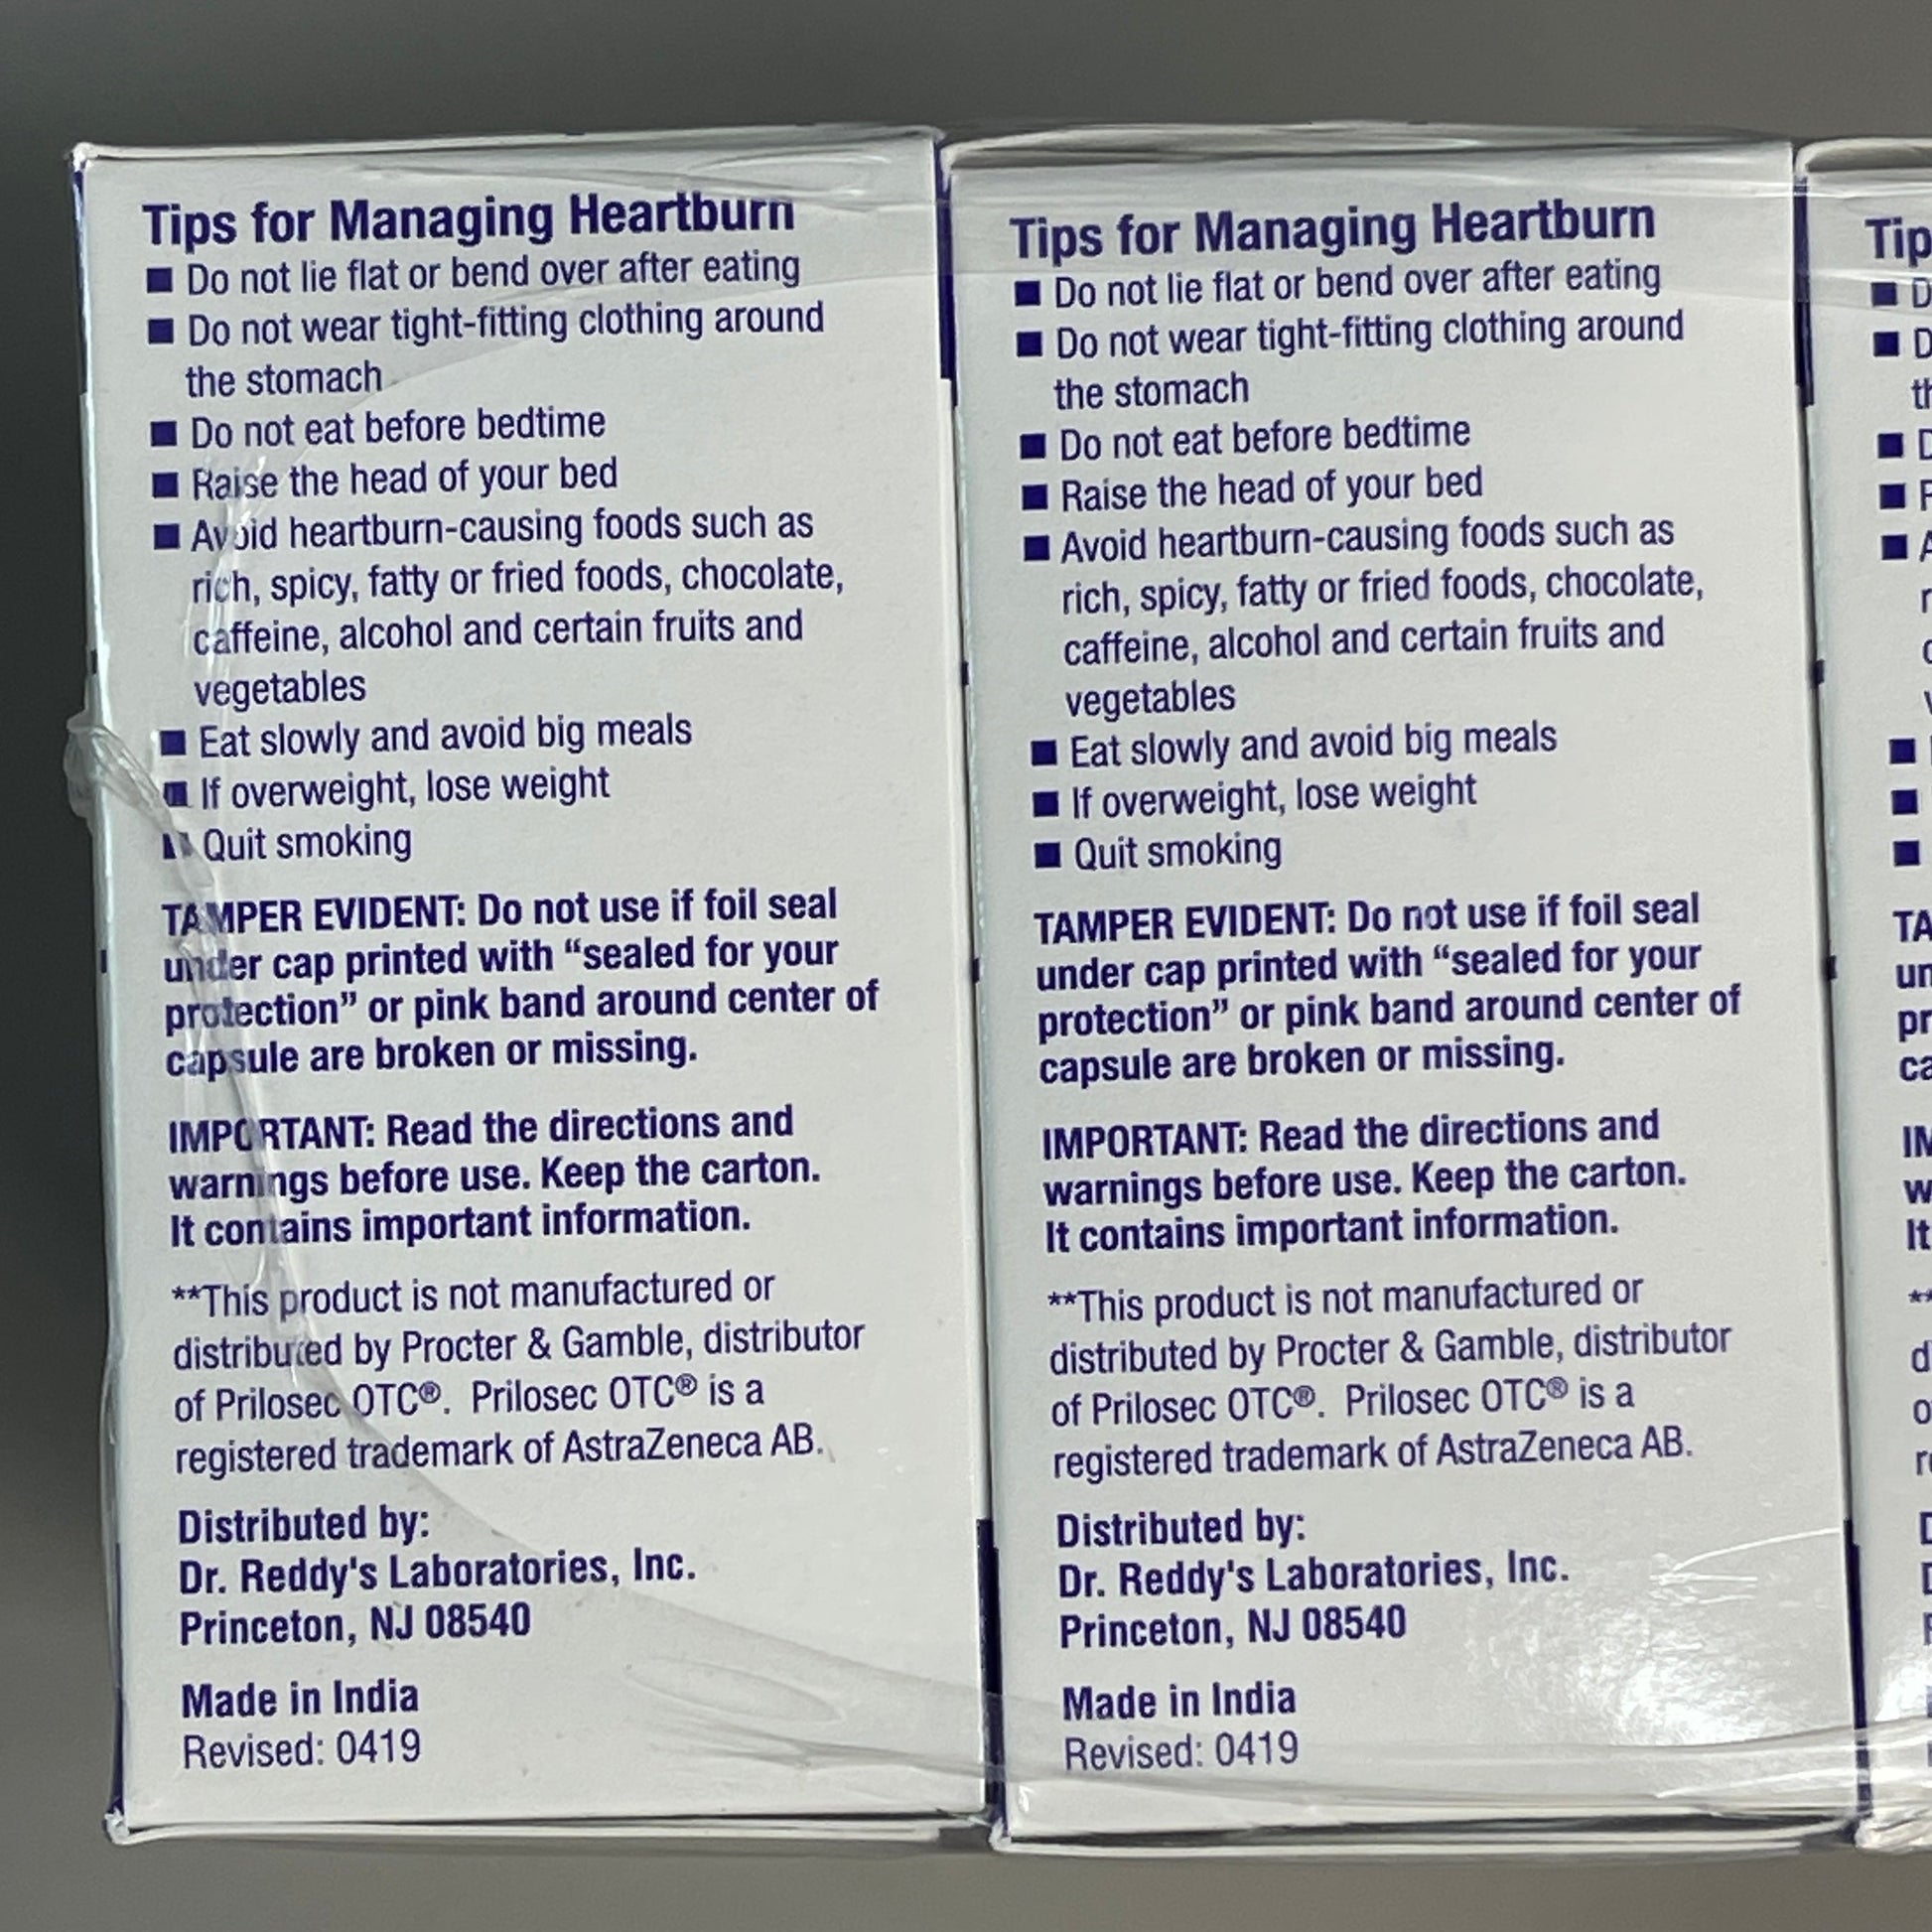 Tips for Managing Heartburn
■ Do not lie flat or bend over after eating
■ Do not wear tight-fitting clothing around
the stomach
■ Do not eat before bedtime
■ Raise the head of your bed
■ Avoid heartburn-causing foods such as
rich, spicy, fatty or fried foods, chocolate,
caffeine, alcohol and certain fruits and
vegetables
■ Eat slowly and avoid big meals
■ If overweight, lose weight
■ Quit smoking
TAMPER EVIDENT: Do not use if foil seal
under cap printed with “sealed for your
protection” or pink band around center of
capsule are broken or missing.
IMPORTANT: Read the directions and
warnings before use. Keep the carton.
It contains important information.
**This product is not manufactured or
distributed by Procter & Gamble, distributor
of Prilosec OTC®. Prilosec OTC® is a
registered trademark of AstraZeneca AB.
Distributed by:
Dr. Reddy's Laboratories, Inc.
Princeton, NJ 08540
Made in India
Revised: 0419
Tips for Managing Heartburn
■ Do not lie flat or bend over after eating
■ Do not wear tight-fitting clothing around
the stomach
■ Do not eat before bedtime
■ Raise the head of your bed
■ Avoid heartburn-causing foods such as
rich, spicy, fatty or fried foods, chocolate,
caffeine, alcohol and certain fruits and
vegetables
■ Eat slowly and avoid big meals
■ If overweight, lose weight
■ Quit smoking
TAMPER EVIDENT: Do not use if foil seal
under cap printed with “sealed for your
protection” or pink band around center of
capsule are broken or missing.
IMPORTANT: Read the directions and
warnings before use. Keep the carton.
It contains important information.
**This product is not manufactured or
distributed by Procter & Gamble, distributor
of Prilosec OTC®. Prilosec OTC® is a
registered trademark of AstraZeneca AB.
Distributed by:
Dr. Reddy's Laboratories, Inc.
Princeton, NJ 08540
Made in India
Revised: 0419